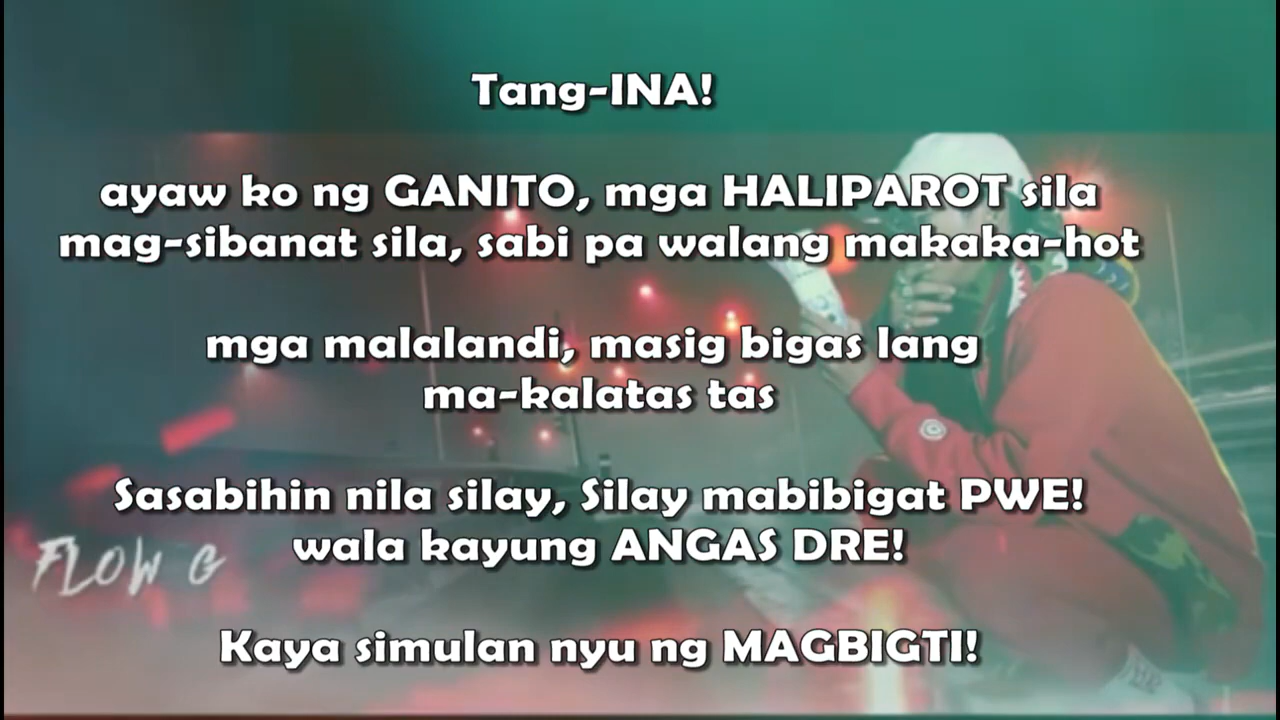 Tang-INA!
ayaw ko ng GANITO, mga HALIPAROT sila
mag-sibanat sila, sabi pa walang makaka-hot
mga malalandi, masig bigas lang
ma-kalatas tas
Sasabihin nila silay, Silay mabibigat PWE!
wala kayung ANGAS DRE!
FLOW G
Kaya simulan nyu ng MAGBIGTI!